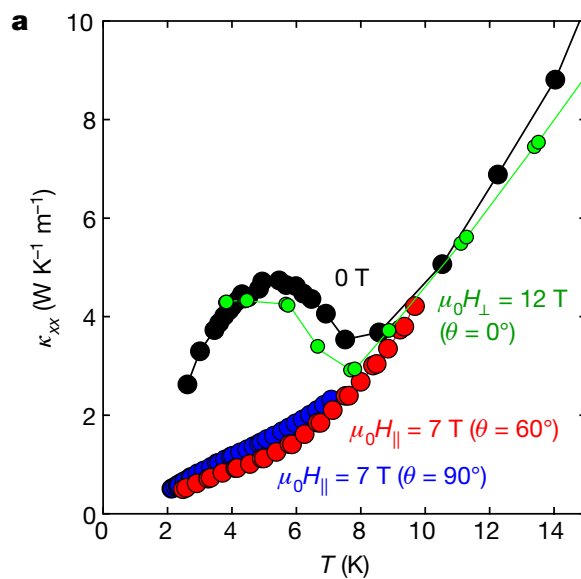 a
10
8
6
4
2
0
κxx (W K⁻¹ m⁻¹)
0 T
μ0H⊥ = 12 T
(θ = 0°)
μ0H|| = 7 T (θ = 60°)
μ0H|| = 7 T (θ = 90°)
0 2 4 6 8 10 12 14
T (K)